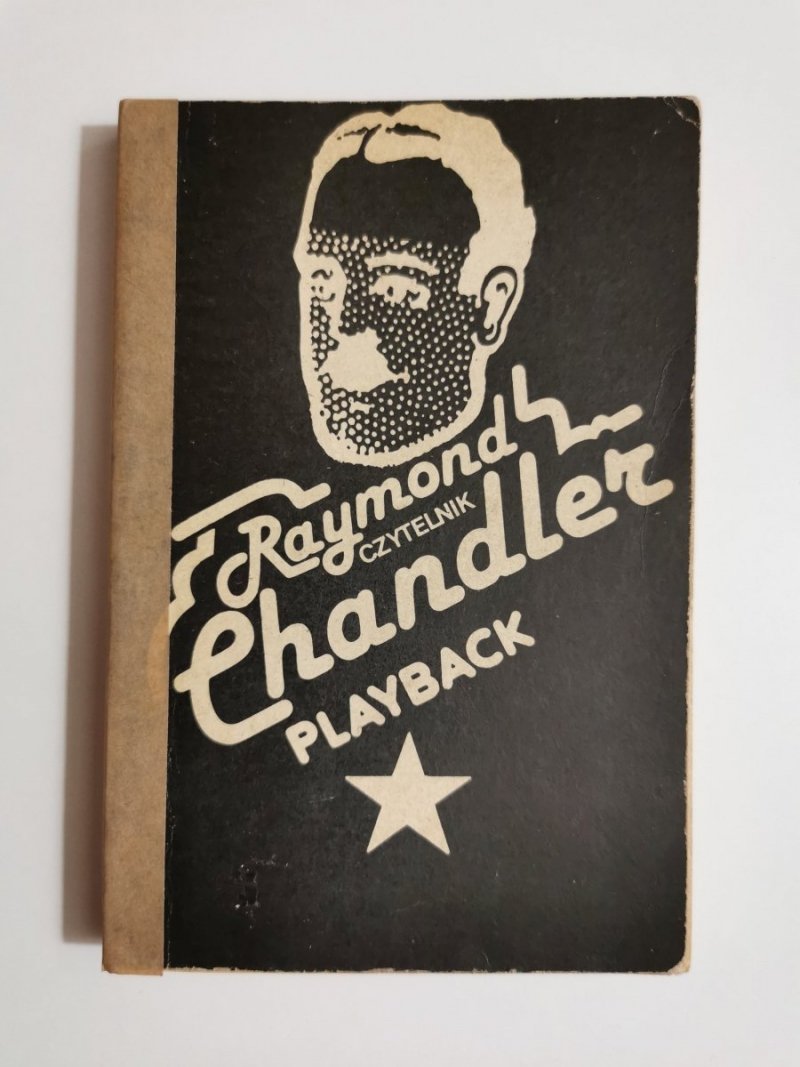 Raymond
CZYTELNIK
Chandler
PLAYBACK